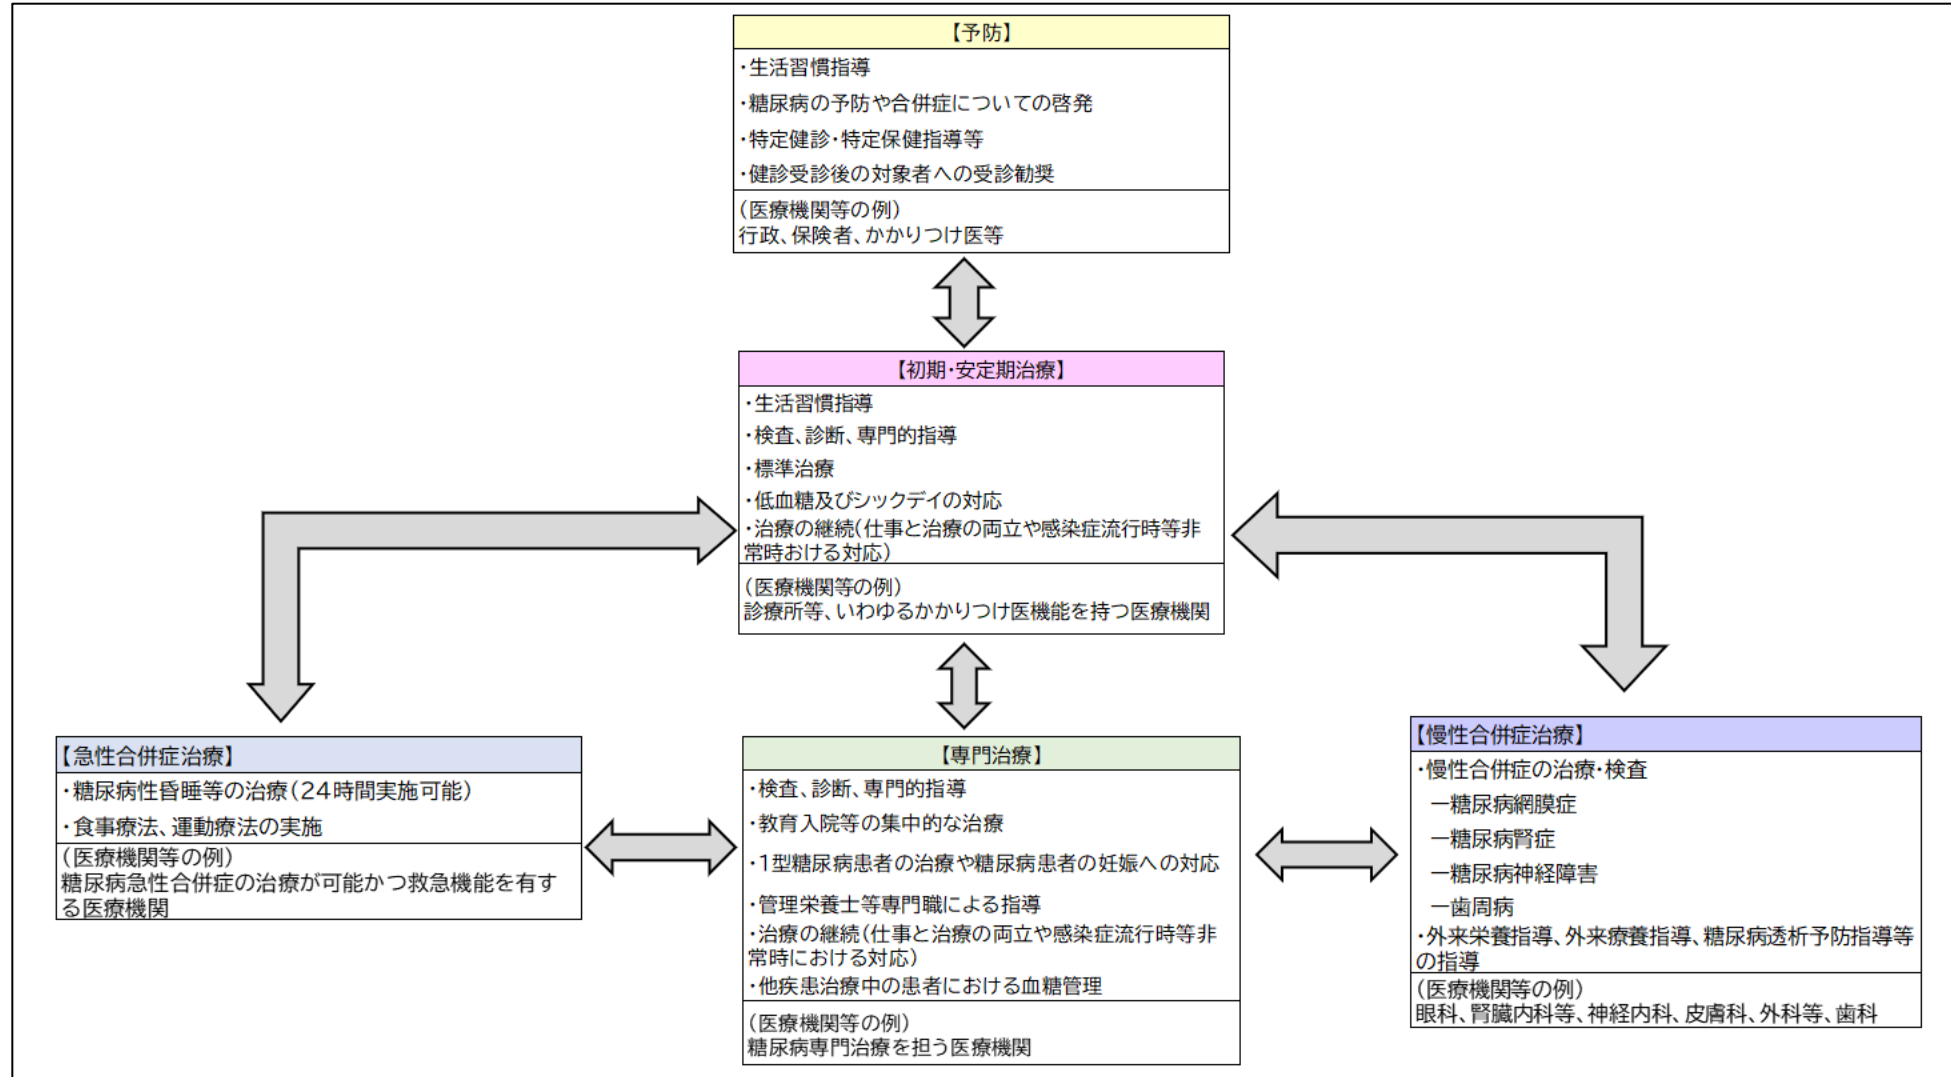 【予防】
・生活習慣指導
・糖尿病の予防や合併症についての啓発
・特定健診・特定保健指導等
・健診受診後の対象者への受診勧奨
（医療機関等の例）
行政、保険者、かかりつけ医等
【初期・安定期治療】
・生活習慣指導
・検査、診断、専門的指導
・標準治療
・低血糖及びシックデイの対応
・治療の継続（仕事と治療の両立や感染症流行時等非
常時おける対応）
（医療機関等の例）
診療所等、いわゆるかかりつけ医機能を持つ医療機関
【急性合併症治療】
・糖尿病性昏睡等の治療（24時間実施可能）
・食事療法、運動療法の実施
（医療機関等の例）
糖尿病急性合併症の治療が可能かつ救急機能を有す
る医療機関
【専門治療】
・検査、診断、専門的指導
・教育入院等の集中的な治療
・1型糖尿病患者の治療や糖尿病患者の妊娠への対応
・管理栄養士等専門職による指導
・治療の継続（仕事と治療の両立や感染症流行時等非
常時における対応）
・他疾患治療中の患者における血糖管理
（医療機関等の例）
糖尿病専門治療を担う医療機関
【慢性合併症治療】
・慢性合併症の治療・検査
ー糖尿病網膜症
ー糖尿病腎症
ー糖尿病神経障害
ー歯周病
・外来栄養指導、外来療養指導、糖尿病透析予防指導等
の指導
（医療機関等の例）
眼科、腎臓内科等、神経内科、皮膚科、外科等、歯科